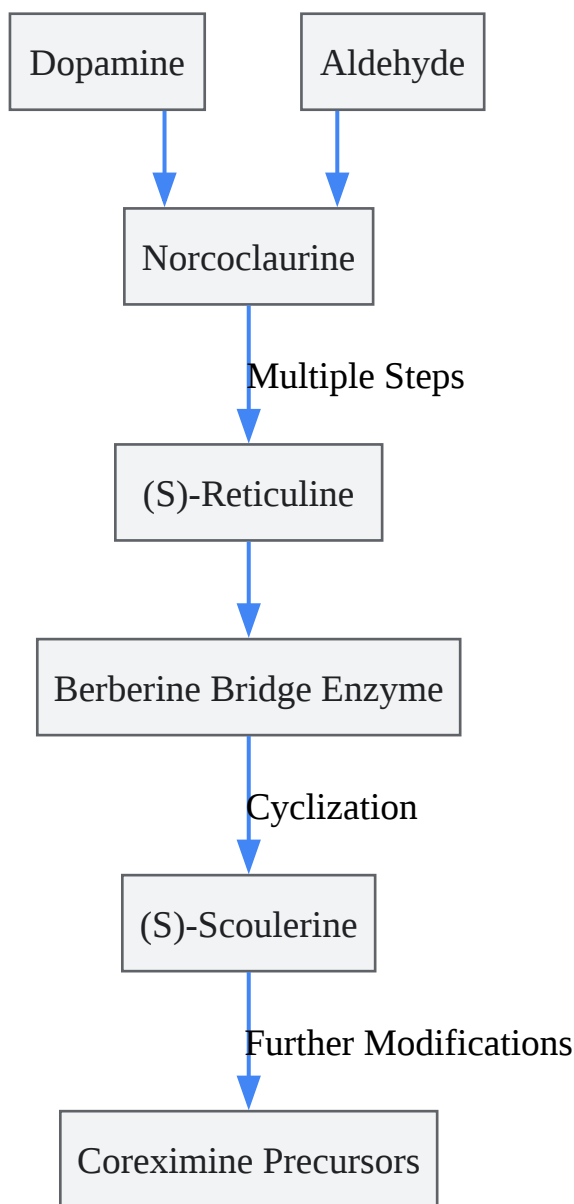 Dopamine
Aldehyde
Norcoclaurine
Multiple Steps
(S)-Reticuline
Berberine Bridge Enzyme
Cyclization
(S)-Scoulerine
Further Modifications
Coreximine Precursors